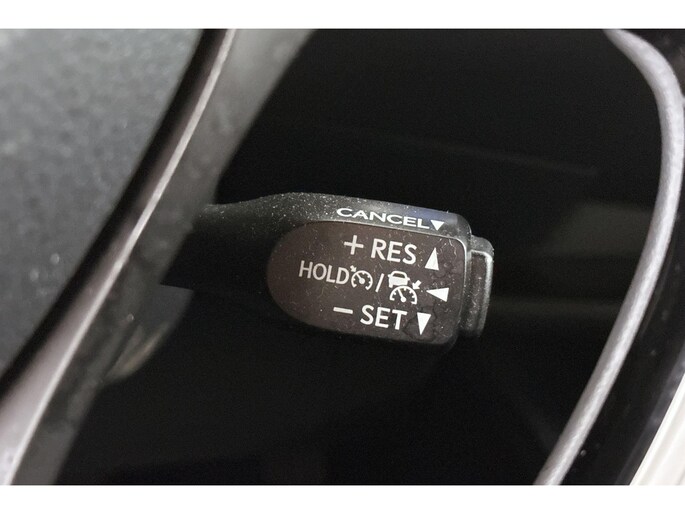 CANCEL▼
+ RES ▲
HOLD / ◀
− SET ▼